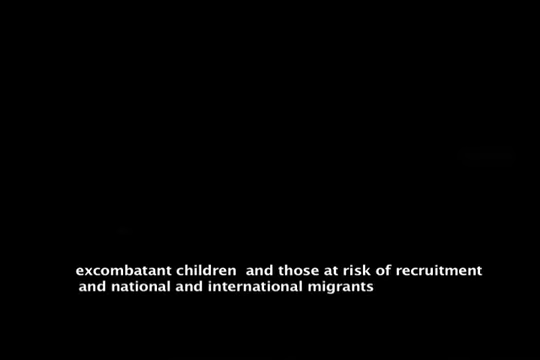 excombatant children and those at risk of recruitment
and national and international migrants